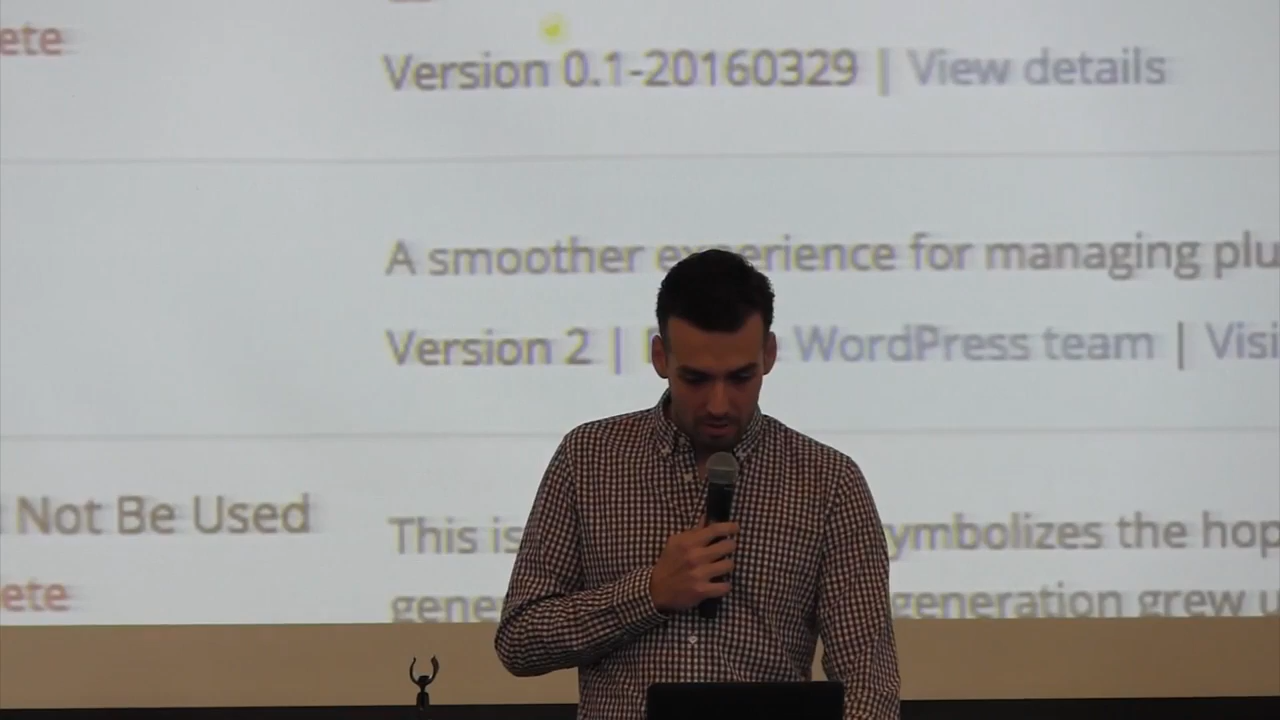 ete
Version 0.1-20160329 | View details
A smoother experience for managing plu
Version 2 | WordPress team | Visi
Not Be Used
This is ymbolizes the hop
ete
gene generation grew u